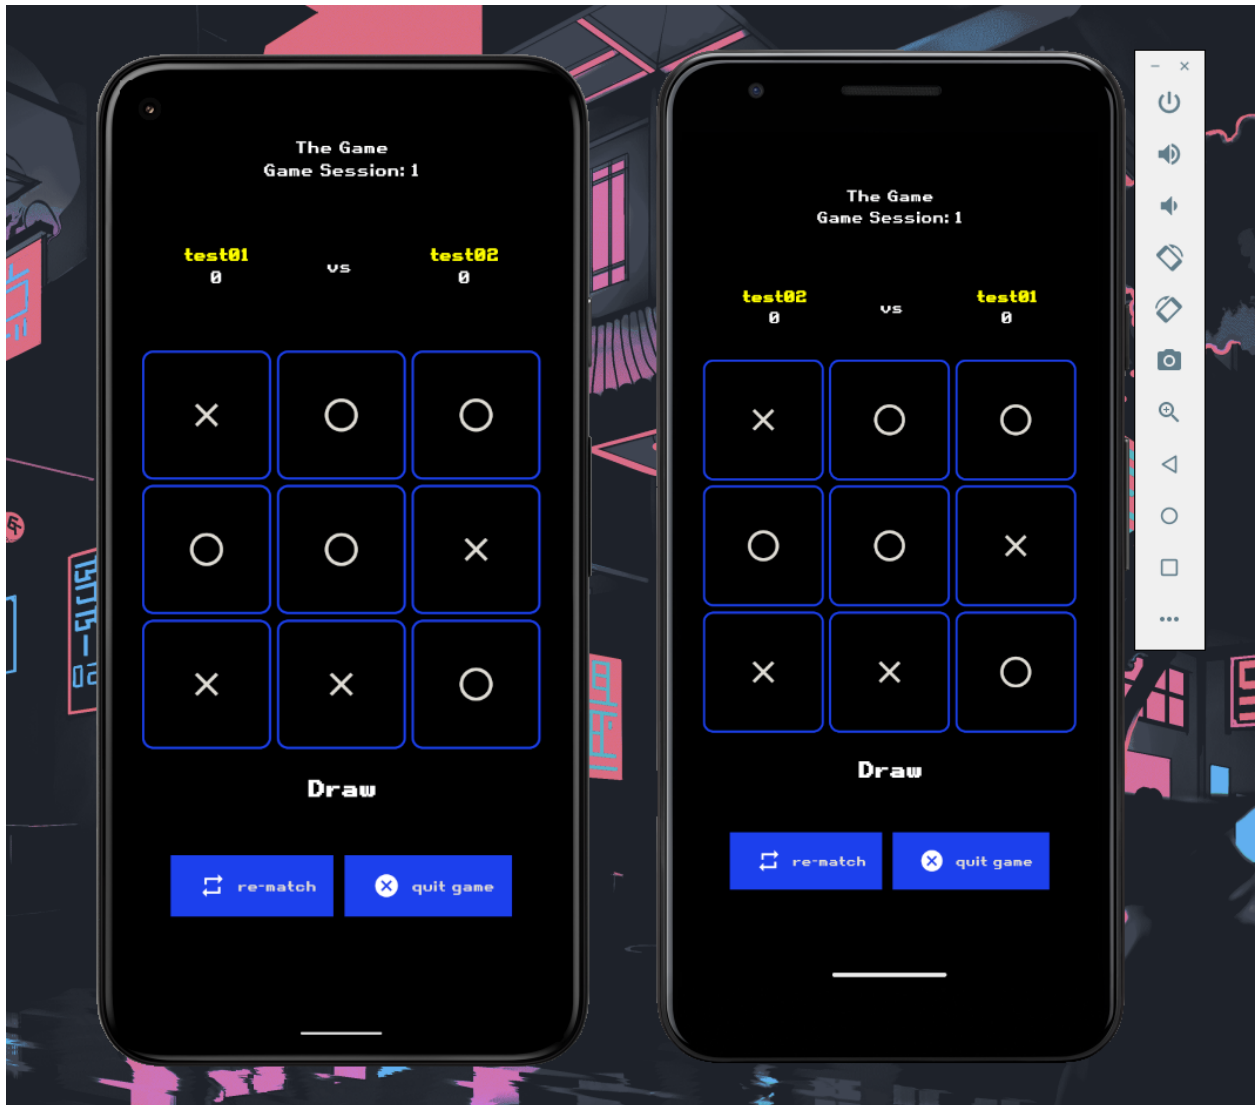 The Game
Game Session: 1
test01
vs
test02
0
0
X O O
O O X
X X O
Draw
re-match
quit game
The Game
Game Session: 1
test02
vs
test01
0
0
X O O
O O X
X X O
Draw
re-match
quit game